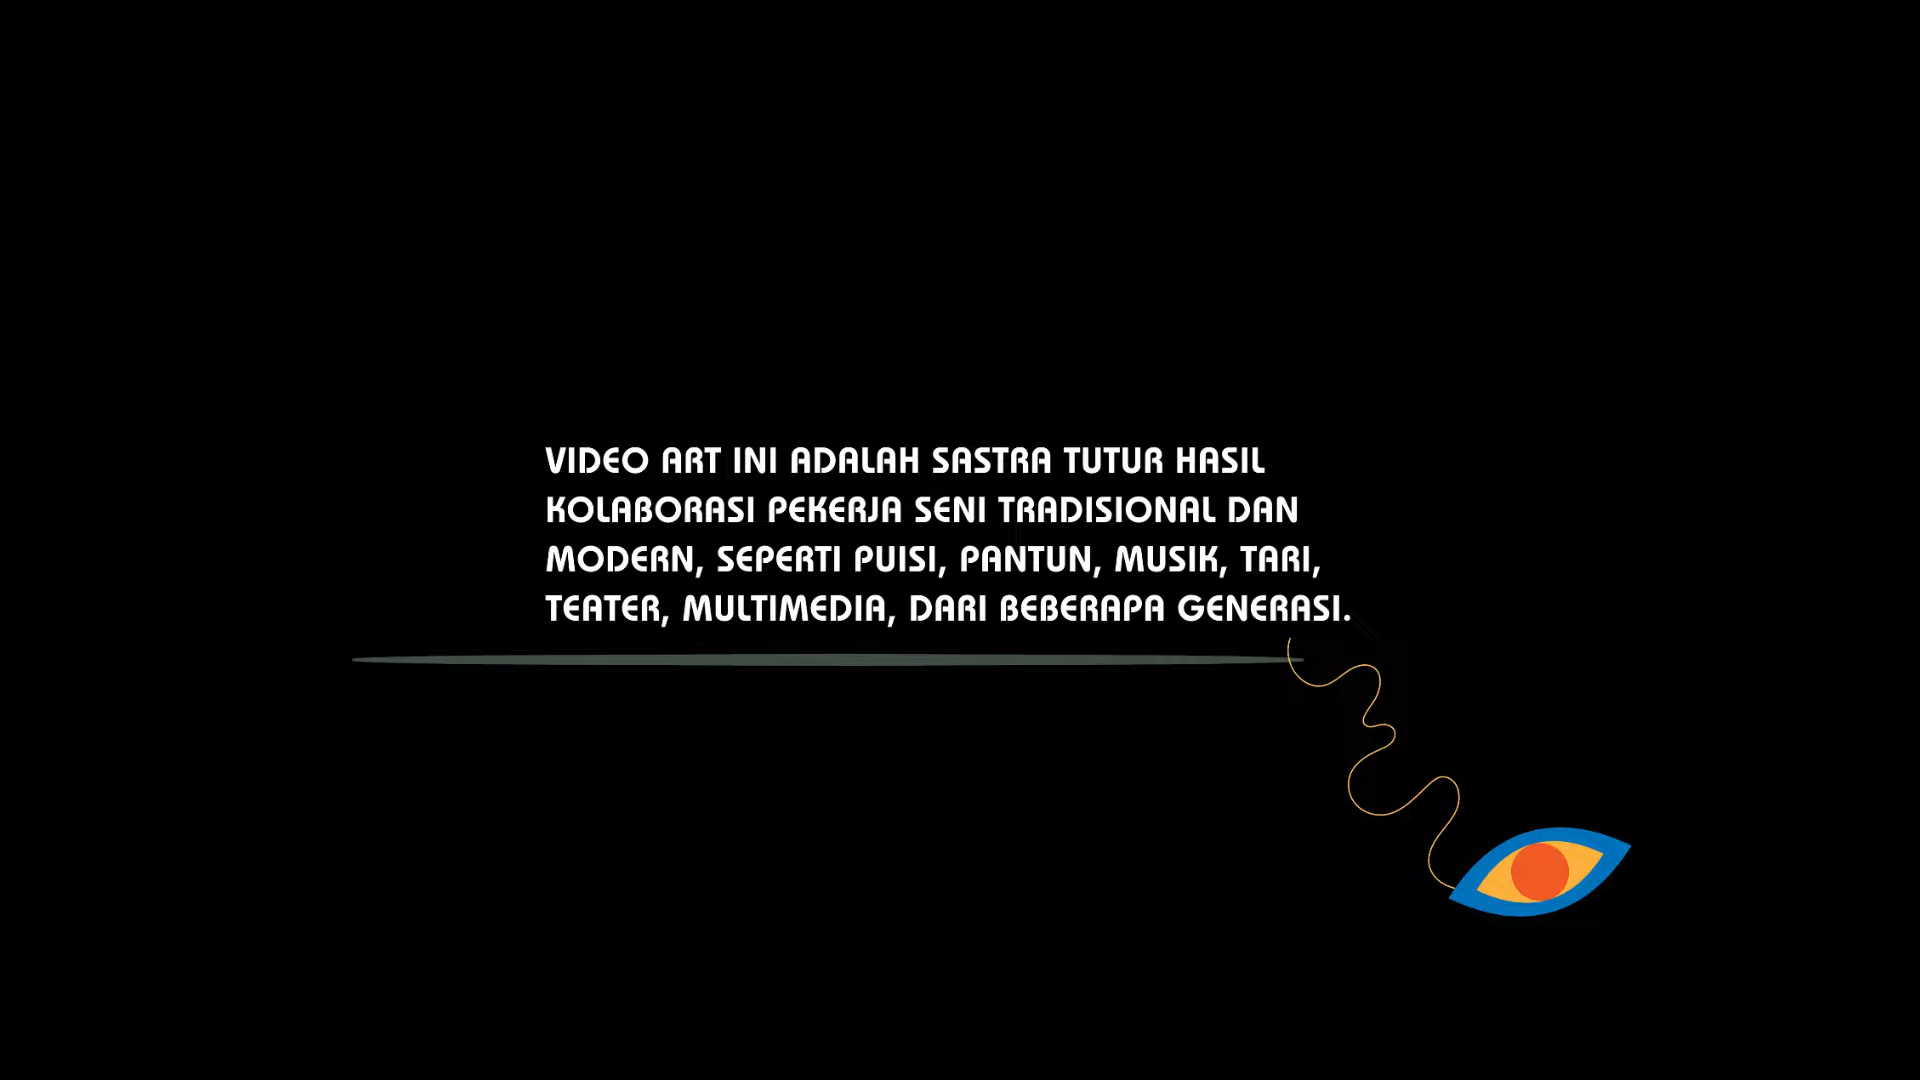 VIDEO ART INI ADALAH SASTRA TUTUR HASIL
KOLABORASI PEKERJA SENI TRADISIONAL DAN
MODERN, SEPERTI PUISI, PANTUN, MUSIK, TARI,
TEATER, MULTIMEDIA, DARI BEBERAPA GENERASI.